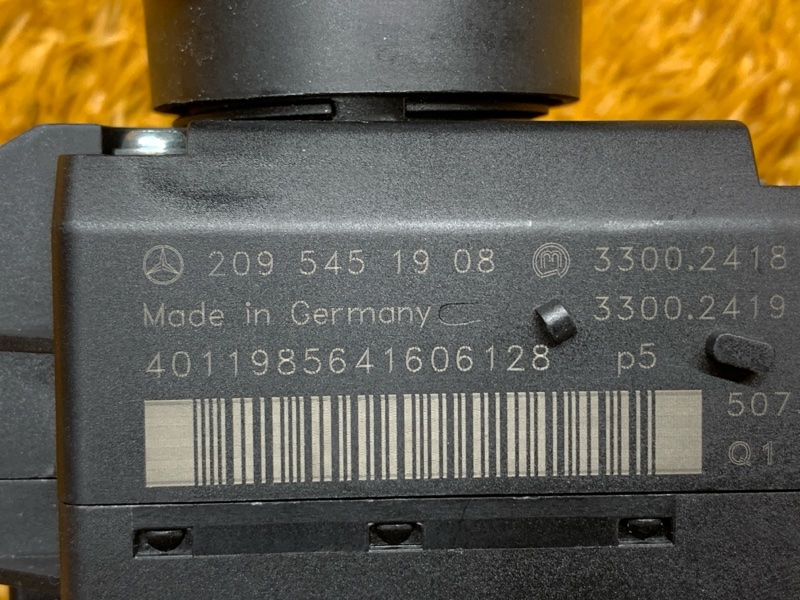 209 545 19 08 3300.2418
Made in Germany 3300.2419
4011985641606128 p5
507
Q1